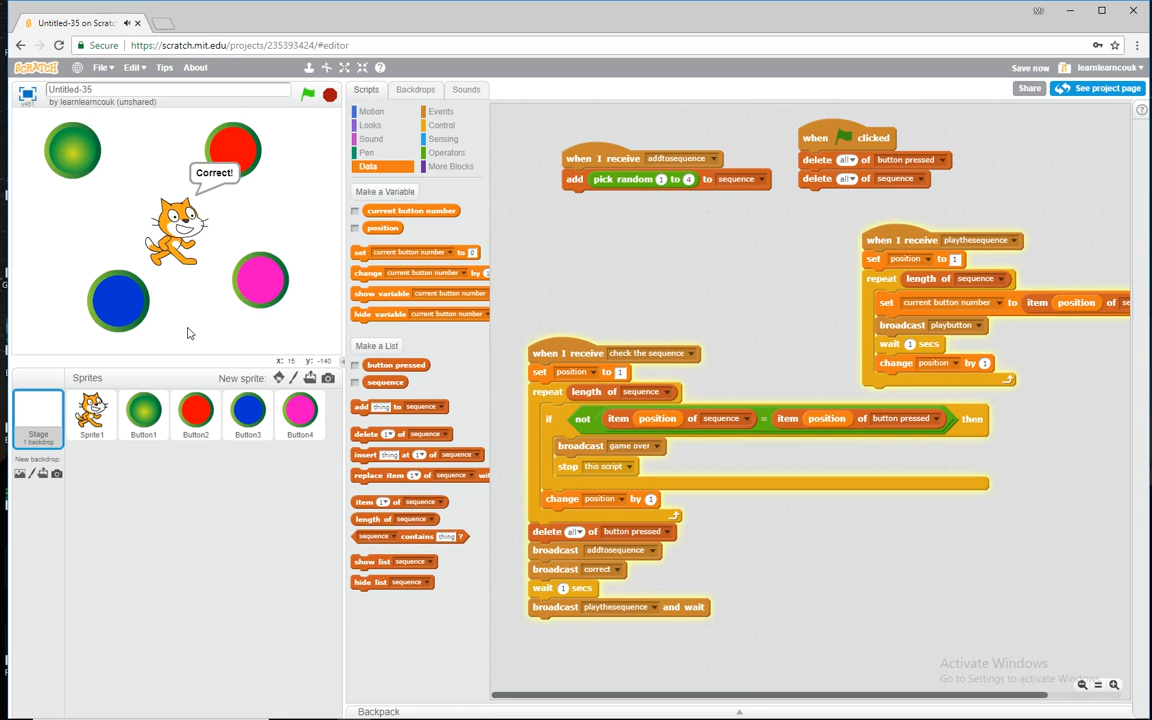 Untitled-35 on Scratc
Mr
Secure https://scratch.mit.edu/projects/235393424/#editor
SCRATCH File Edit Tips About Save now learnlearncouk
Untitled-35
by learnlearncouk (unshared)
v461
Share See project page
Scripts Backdrops Sounds
Motion Events
Looks Control
Sound Sensing
Pen Operators
Data More Blocks
Make a Variable
current button number
position
set current button number to 0
change current button number by 1
show variable current button number
hide variable current button number
Make a List
button pressed
sequence
add thing to sequence
delete 1 of sequence
insert thing at 1 of sequence
replace item 1 of sequence wit
item 1 of sequence
length of sequence
sequence contains thing ?
show list sequence
hide list sequence
Correct!
x: 15 y: -140
Sprites New sprite:
Stage
1 backdrop
New backdrop:
Sprite1 Button1 Button2 Button3 Button4
when I receive addtosequence
add pick random 1 to 4 to sequence
when clicked
delete all of button pressed
delete all of sequence
when I receive playthesequence
set position to 1
repeat length of sequence
set current button number to item position of se
broadcast playbutton
wait 1 secs
change position by 1
when I receive check the sequence
set position to 1
repeat length of sequence
if not item position of sequence = item position of button pressed then
broadcast game over
stop this script
change position by 1
delete all of button pressed
broadcast addtosequence
broadcast correct
wait 1 secs
broadcast playthesequence and wait
Activate Windows
Go to Settings to activate Windows.
Backpack